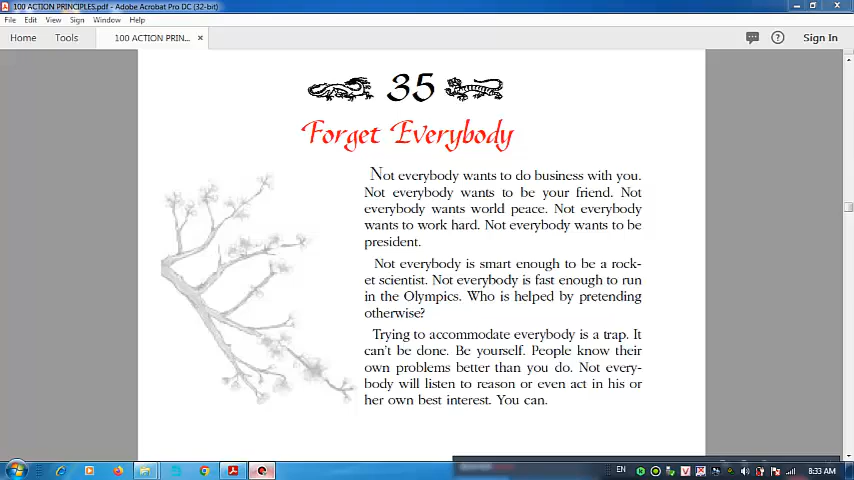 100 ACTION PRINCIPLES.pdf - Adobe Acrobat Pro DC (32-bit)
File Edit View Sign Window Help
Home Tools 100 ACTION PRIN... × Sign In
35
Forget Everybody
Not everybody wants to do business with you.
Not everybody wants to be your friend. Not
everybody wants world peace. Not everybody
wants to work hard. Not everybody wants to be
president.
Not everybody is smart enough to be a rock-
et scientist. Not everybody is fast enough to run
in the Olympics. Who is helped by pretending
otherwise?
Trying to accommodate everybody is a trap. It
can't be done. Be yourself. People know their
own problems better than you do. Not every-
body will listen to reason or even act in his or
her own best interest. You can.
EN 8:33 AM